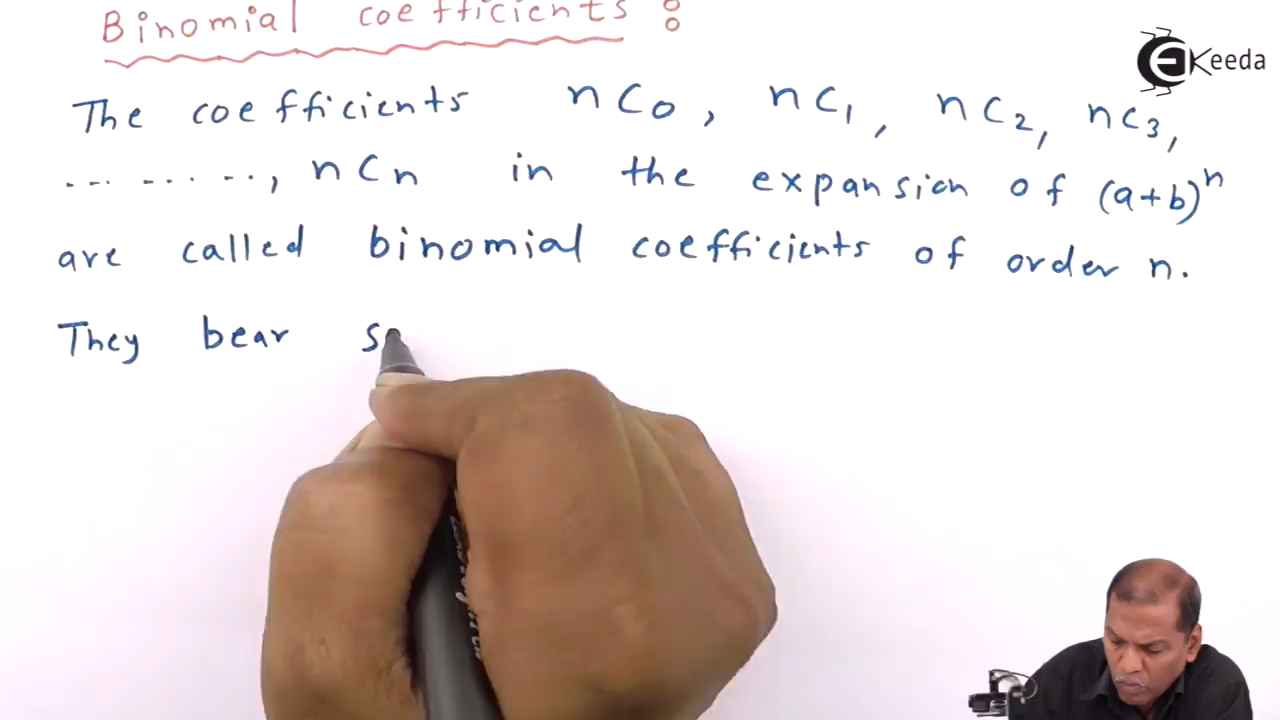 Binomial coefficients :
EKeeda
The coefficients nC0, nC1, nC2, nC3,
........., nCn in the expansion of (a+b)^n
are called binomial coefficients of order n.
They bear s